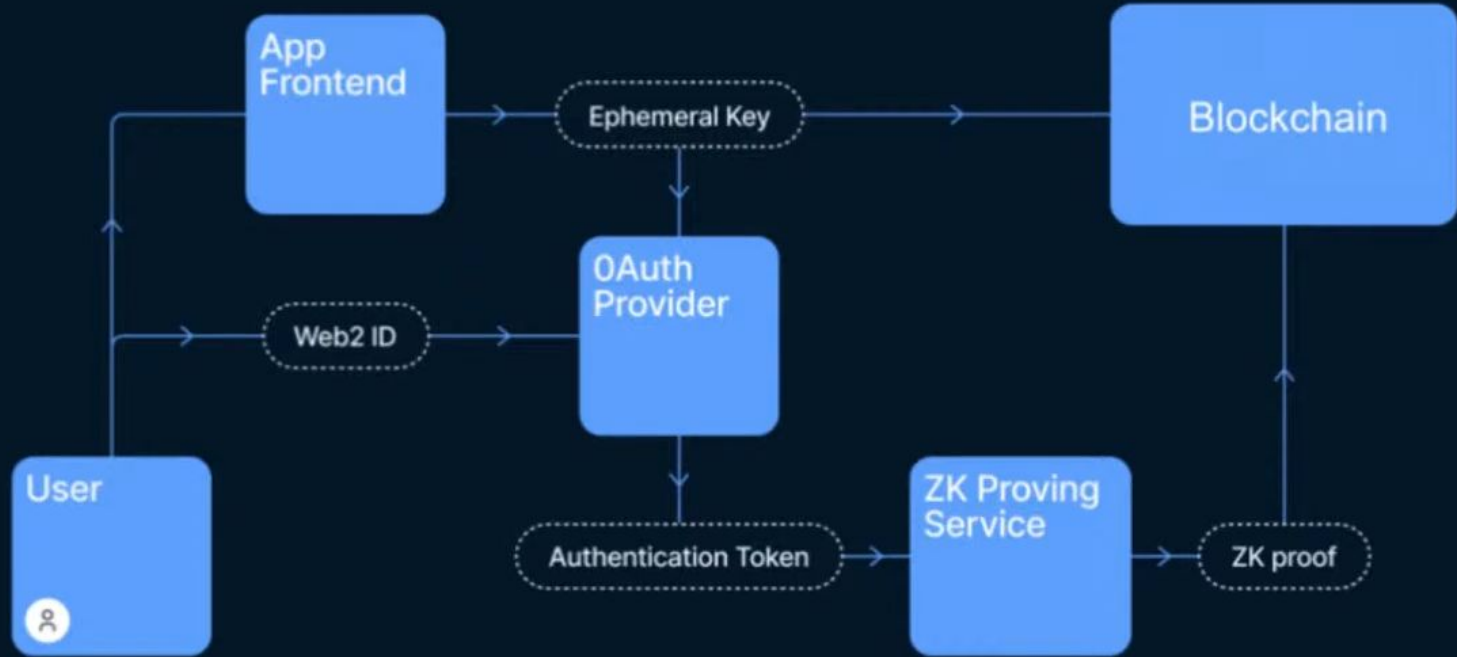 App
Frontend
Ephemeral Key
Blockchain
0Auth
Provider
Web2 ID
User
Authentication Token
ZK Proving
Service
ZK proof